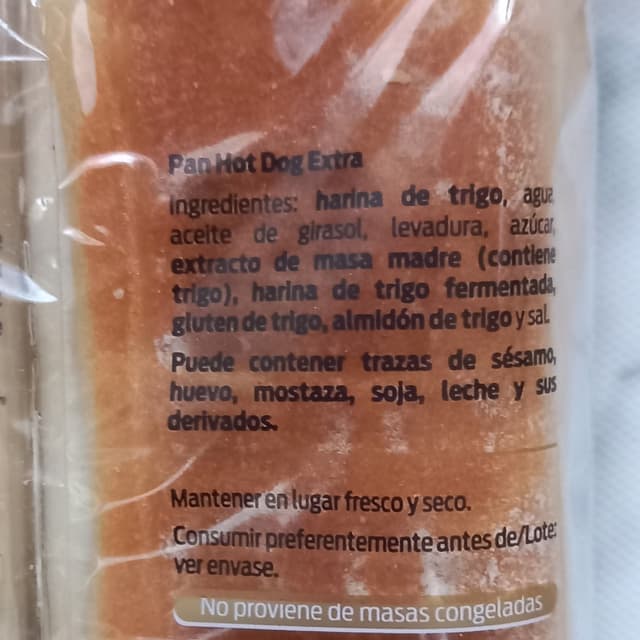 Pan Hot Dog Extra
Ingredientes: harina de trigo, agua,
aceite de girasol, levadura, azúcar,
extracto de masa madre (contiene
trigo), harina de trigo fermentada,
gluten de trigo, almidón de trigo y sal.
Puede contener trazas de sésamo,
huevo, mostaza, soja, leche y sus
derivados.
Mantener en lugar fresco y seco.
Consumir preferentemente antes de/Lote:
ver envase.
No proviene de masas congeladas